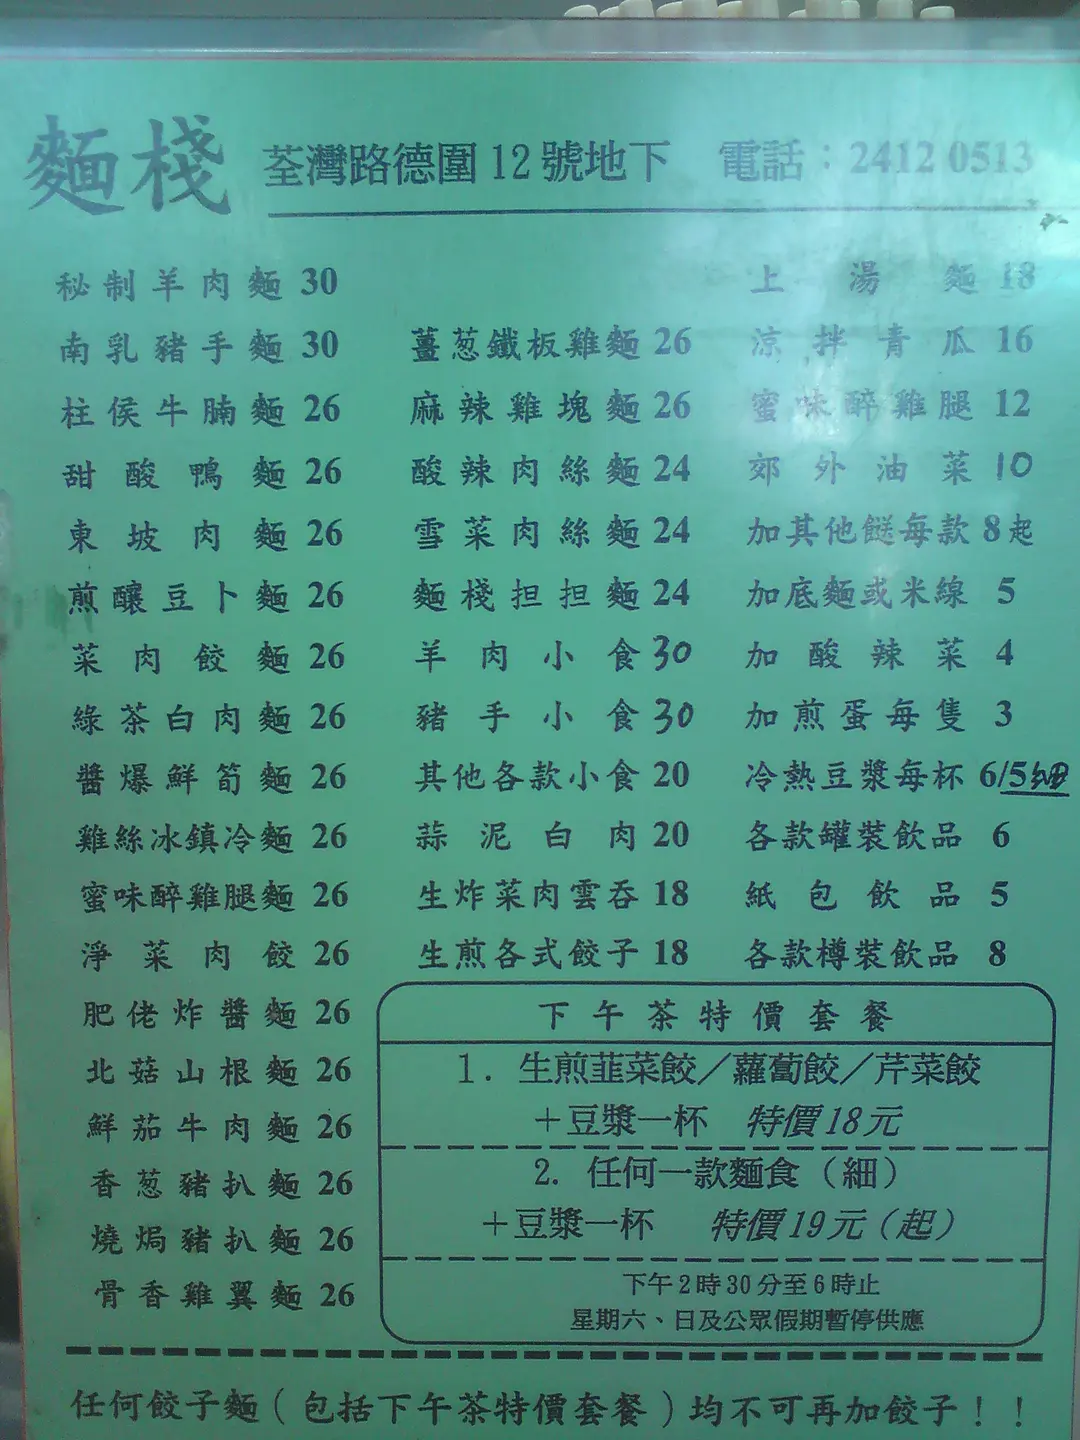 麵棧 荃灣路德圍12號地下 電話：2412 0513
秘制羊肉麵 30
南乳豬手麵 30
柱侯牛腩麵 26
甜酸鴨麵 26
東坡肉麵 26
煎釀豆卜麵 26
菜肉餃麵 26
綠茶白肉麵 26
醬爆鮮筍麵 26
雞絲冰鎮冷麵 26
蜜味醉雞腿麵 26
淨菜肉餃 26
肥佬炸醬麵 26
北菇山根麵 26
鮮茄牛肉麵 26
香葱豬扒麵 26
燒焗豬扒麵 26
骨香雞翼麵 26
薑葱鐵板雞麵 26
麻辣雞塊麵 26
酸辣肉絲麵 24
雪菜肉絲麵 24
麵棧担担麵 24
羊肉小食 30
豬手小食 30
其他各款小食 20
蒜泥白肉 20
生炸菜肉雲吞 18
生煎各式餃子 18
上湯麵 18
涼拌青瓜 16
蜜味醉雞腿 12
郊外油菜 10
加其他餸每款 8起
加底麵或米線 5
加酸辣菜 4
加煎蛋每隻 3
冷熱豆漿每杯 6/5細
各款罐裝飲品 6
紙包飲品 5
各款樽裝飲品 8
下午茶特價套餐
1. 生煎韮菜餃／蘿蔔餃／芹菜餃
＋豆漿一杯 特價18元
2. 任何一款麵食（細）
＋豆漿一杯 特價19元（起）
下午2時30分至6時止
星期六、日及公眾假期暫停供應
任何餃子麵（包括下午茶特價套餐）均不可再加餃子！！